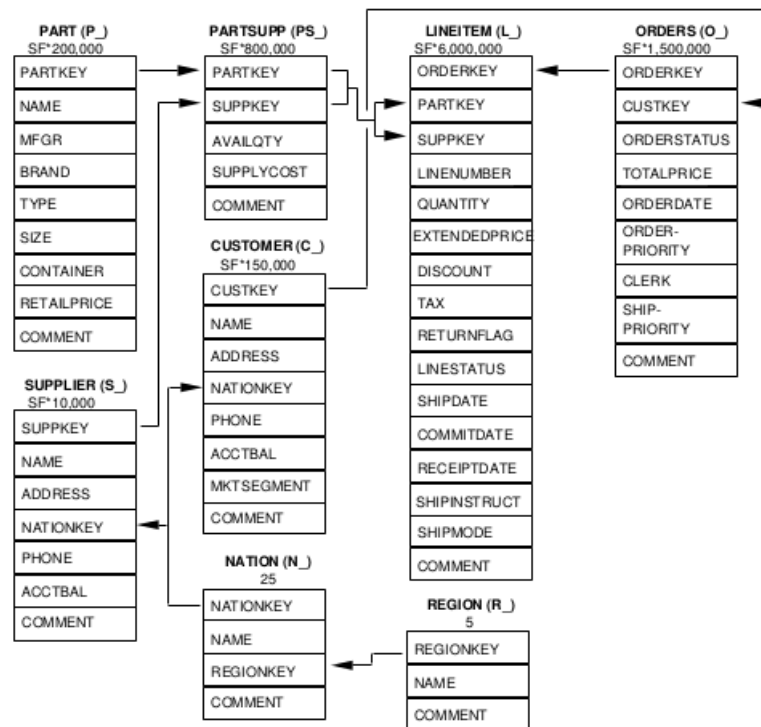 PART (P_)
SF*200,000
PARTKEY
NAME
MFGR
BRAND
TYPE
SIZE
CONTAINER
RETAILPRICE
COMMENT
SUPPLIER (S_)
SF*10,000
SUPPKEY
NAME
ADDRESS
NATIONKEY
PHONE
ACCTBAL
COMMENT
PARTSUPP (PS_)
SF*800,000
PARTKEY
SUPPKEY
AVAILQTY
SUPPLYCOST
COMMENT
CUSTOMER (C_)
SF*150,000
CUSTKEY
NAME
ADDRESS
NATIONKEY
PHONE
ACCTBAL
MKTSEGMENT
COMMENT
NATION (N_)
25
NATIONKEY
NAME
REGIONKEY
COMMENT
LINEITEM (L_)
SF*6,000,000
ORDERKEY
PARTKEY
SUPPKEY
LINENUMBER
QUANTITY
EXTENDEDPRICE
DISCOUNT
TAX
RETURNFLAG
LINESTATUS
SHIPDATE
COMMITDATE
RECEIPTDATE
SHIPINSTRUCT
SHIPMODE
COMMENT
REGION (R_)
5
REGIONKEY
NAME
COMMENT
ORDERS (O_)
SF*1,500,000
ORDERKEY
CUSTKEY
ORDERSTATUS
TOTALPRICE
ORDERDATE
ORDER-
PRIORITY
CLERK
SHIP-
PRIORITY
COMMENT